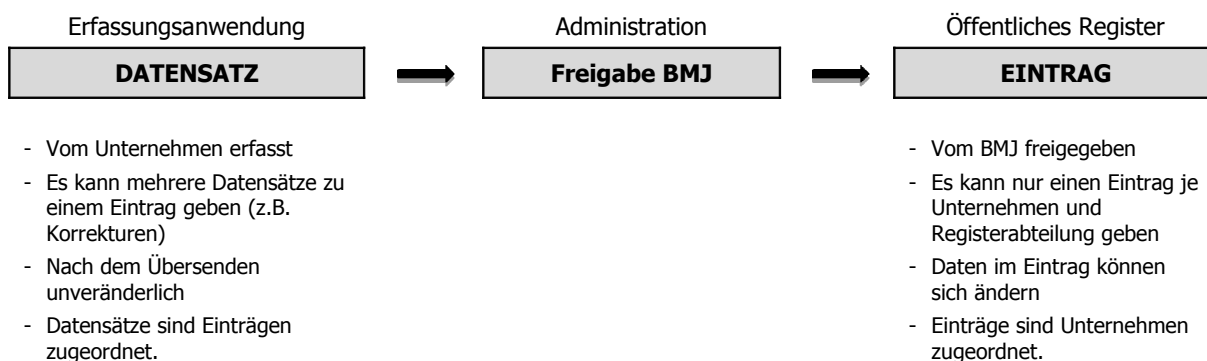 Erfassungsanwendung
Administration
Öffentliches Register
DATENSATZ
Freigabe BMJ
EINTRAG
- Vom Unternehmen erfasst
- Es kann mehrere Datensätze zu
einem Eintrag geben (z.B.
Korrekturen)
- Nach dem Übersenden
unveränderlich
- Datensätze sind Einträgen
zugeordnet.
- Vom BMJ freigegeben
- Es kann nur einen Eintrag je
Unternehmen und
Registerabteilung geben
- Daten im Eintrag können
sich ändern
- Einträge sind Unternehmen
zugeordnet.